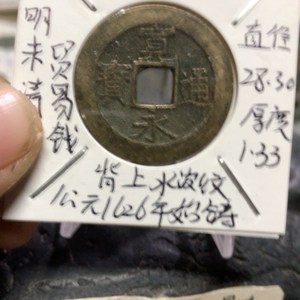 明末清
贸易钱
寛永通寳
直径
28.30
厚度
1.33
背上水波纹
公元1626年始铸